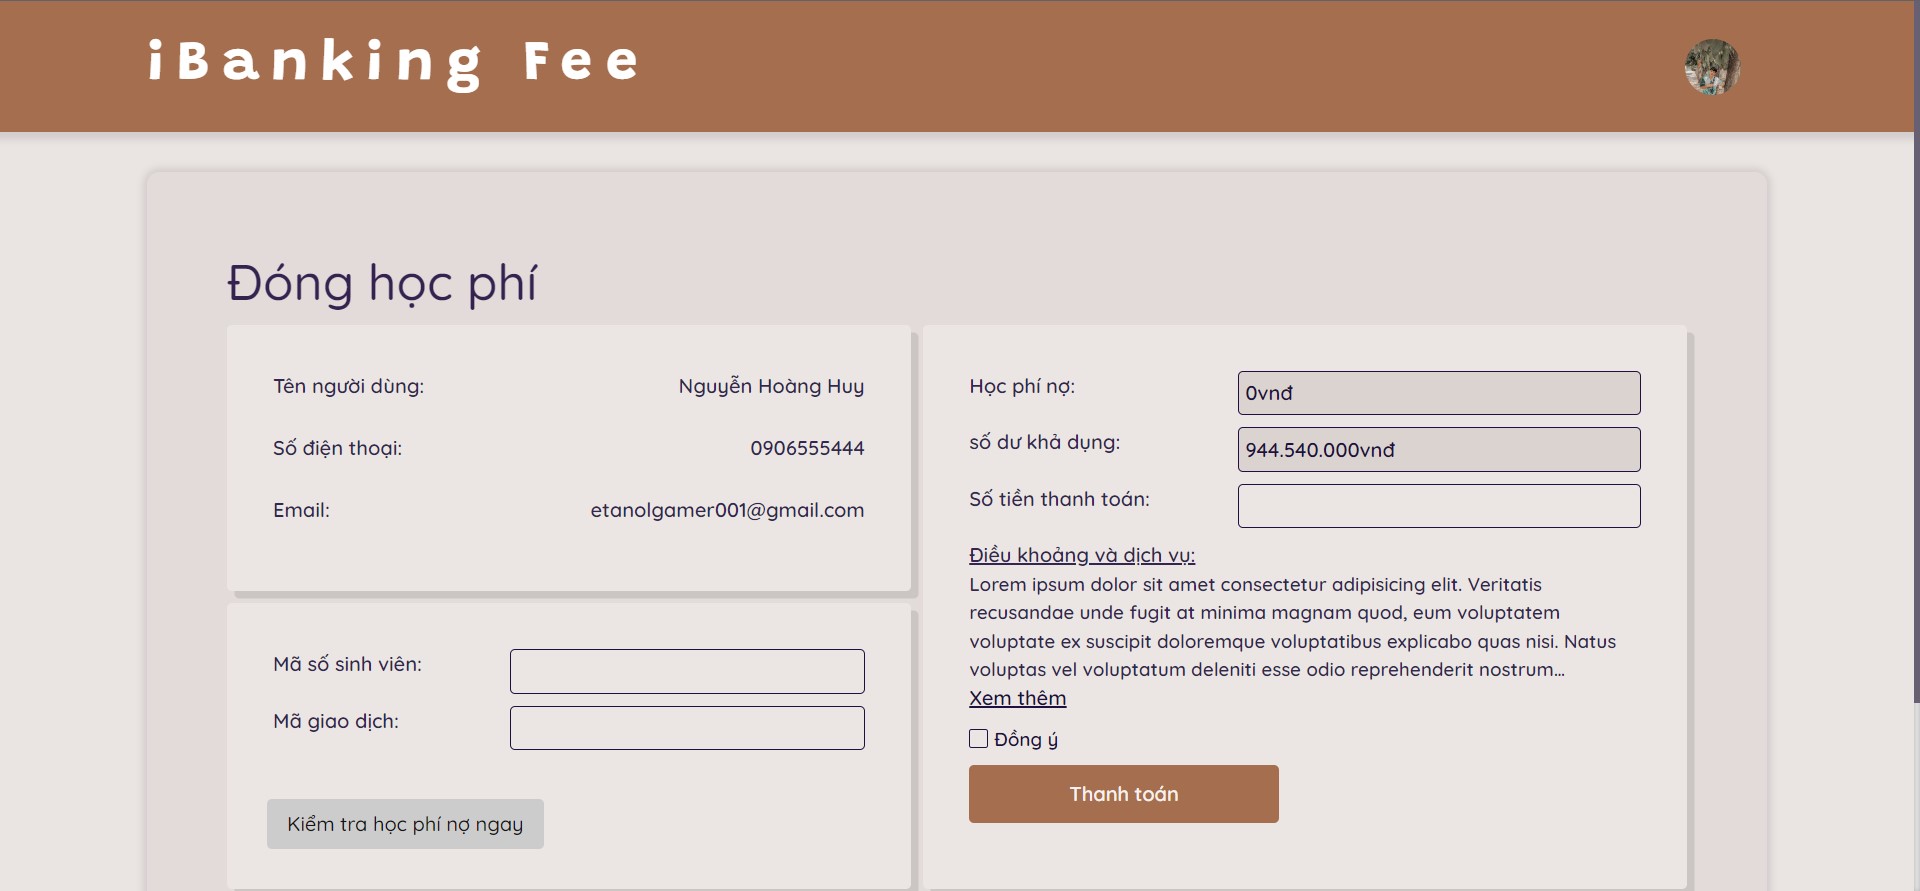 iBanking Fee
Đóng học phí
Tên người dùng: Nguyễn Hoàng Huy
Số điện thoại: 0906555444
Email: etanolgamer001@gmail.com
Mã số sinh viên:
Mã giao dịch:
Kiểm tra học phí nợ ngay
Học phí nợ: 0vnđ
số dư khả dụng: 944.540.000vnđ
Số tiền thanh toán:
Điều khoảng và dịch vụ:
Lorem ipsum dolor sit amet consectetur adipisicing elit. Veritatis
recusandae unde fugit at minima magnam quod, eum voluptatem
voluptate ex suscipit doloremque voluptatibus explicabo quas nisi. Natus
voluptas vel voluptatum deleniti esse odio reprehenderit nostrum...
Xem thêm
Đồng ý
Thanh toán